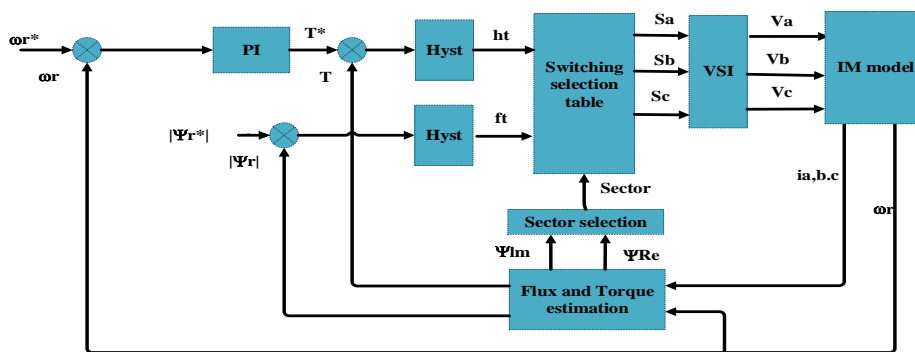 ωr*
ωr
PI
T*
T
Hyst
ht
Switching
selection
table
Sa
Sb
Sc
VSI
Va
Vb
Vc
IM model
|Ψr*|
|Ψr|
Hyst
ft
Sector
ia,b.c
ωr
Sector selection
ΨIm
ΨRe
Flux and Torque
estimation